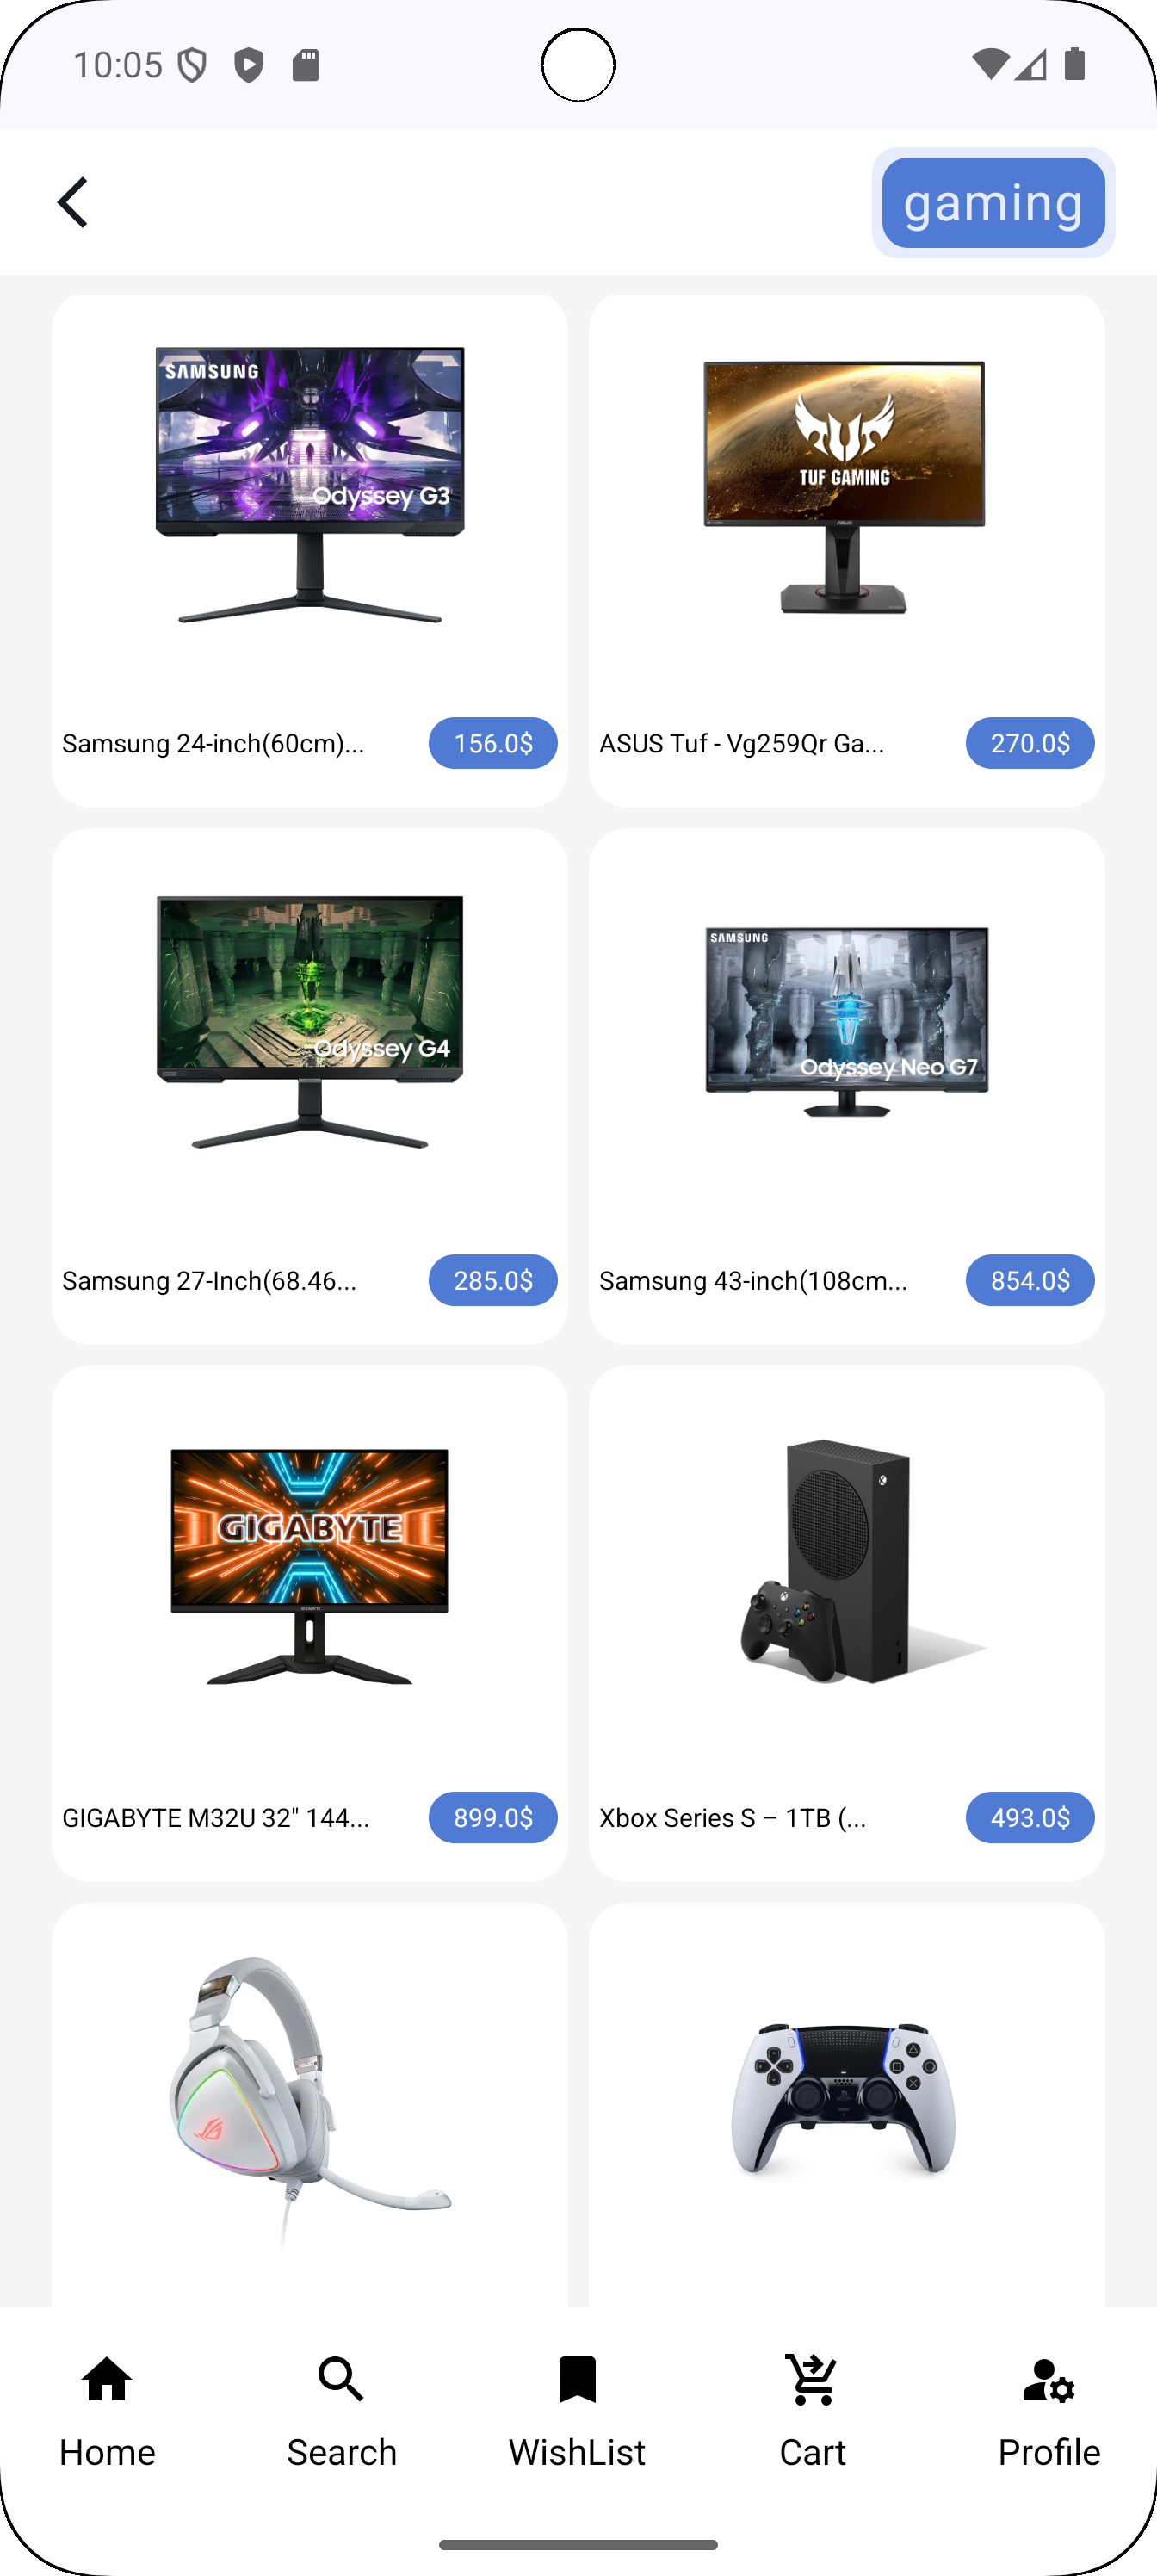 10:05
gaming
SAMSUNG
Odyssey G3
TUF GAMING
Samsung 24-inch(60cm)...
156.0$
ASUS Tuf - Vg259Qr Ga...
270.0$
Odyssey G4
SAMSUNG
Odyssey Neo G7
Samsung 27-Inch(68.46...
285.0$
Samsung 43-inch(108cm...
854.0$
GIGABYTE
GIGABYTE M32U 32" 144...
899.0$
Xbox Series S – 1TB (...
493.0$
Home
Search
WishList
Cart
Profile